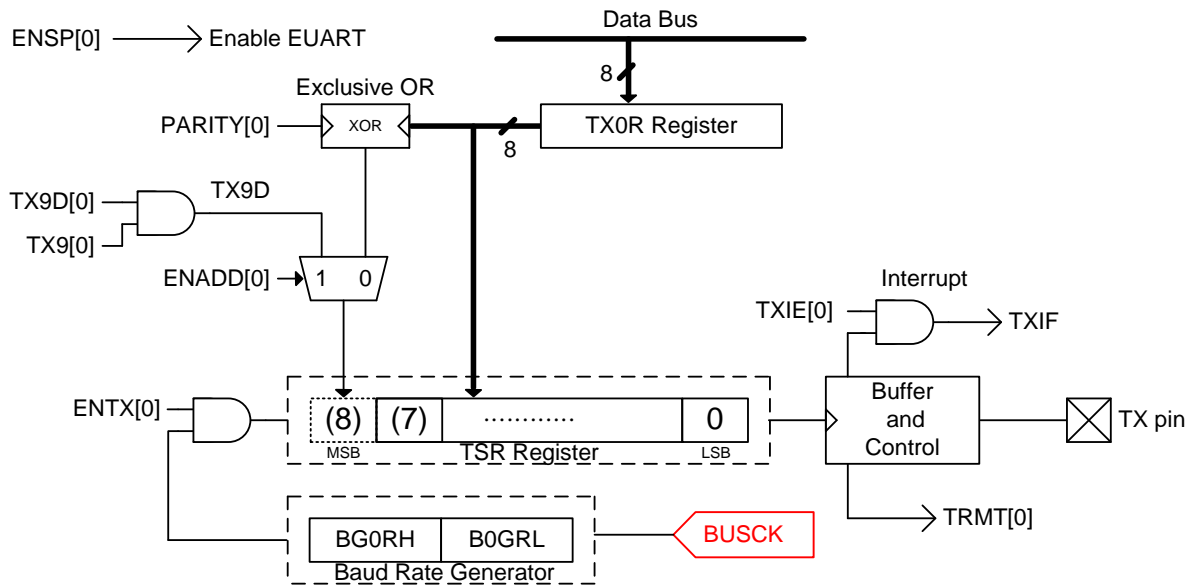 Data Bus
ENSP[0]
Enable EUART
8
Exclusive OR
PARITY[0]
XOR
TX0R Register
8
TX9D[0]
TX9D
TX9[0]
ENADD[0]
1
0
Interrupt
TXIE[0]
TXIF
ENTX[0]
(8)
(7)
............
0
MSB
TSR Register
LSB
Buffer
and
Control
TX pin
TRMT[0]
BG0RH
B0GRL
BUSCK
Baud Rate Generator